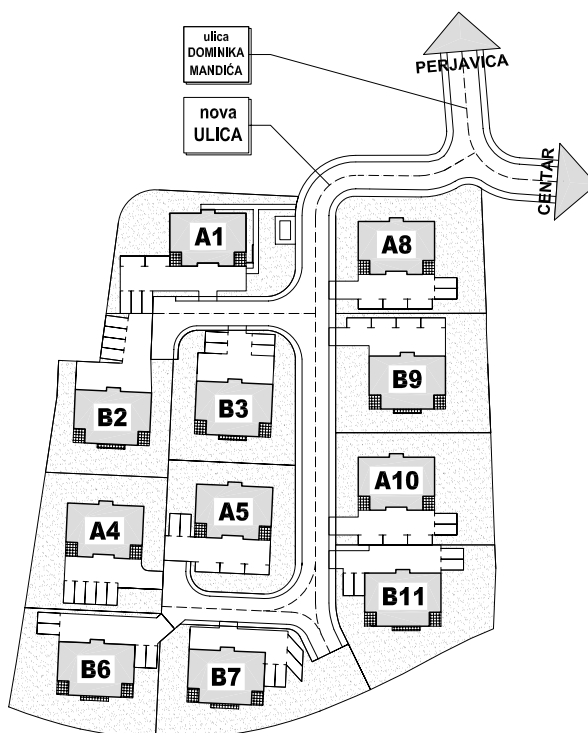 ulica
DOMINIKA
MANDIĆA
PERJAVICA
nova
ULICA
CENTAR
A1
A8
B2
B3
B9
A4
A5
A10
B11
B6
B7